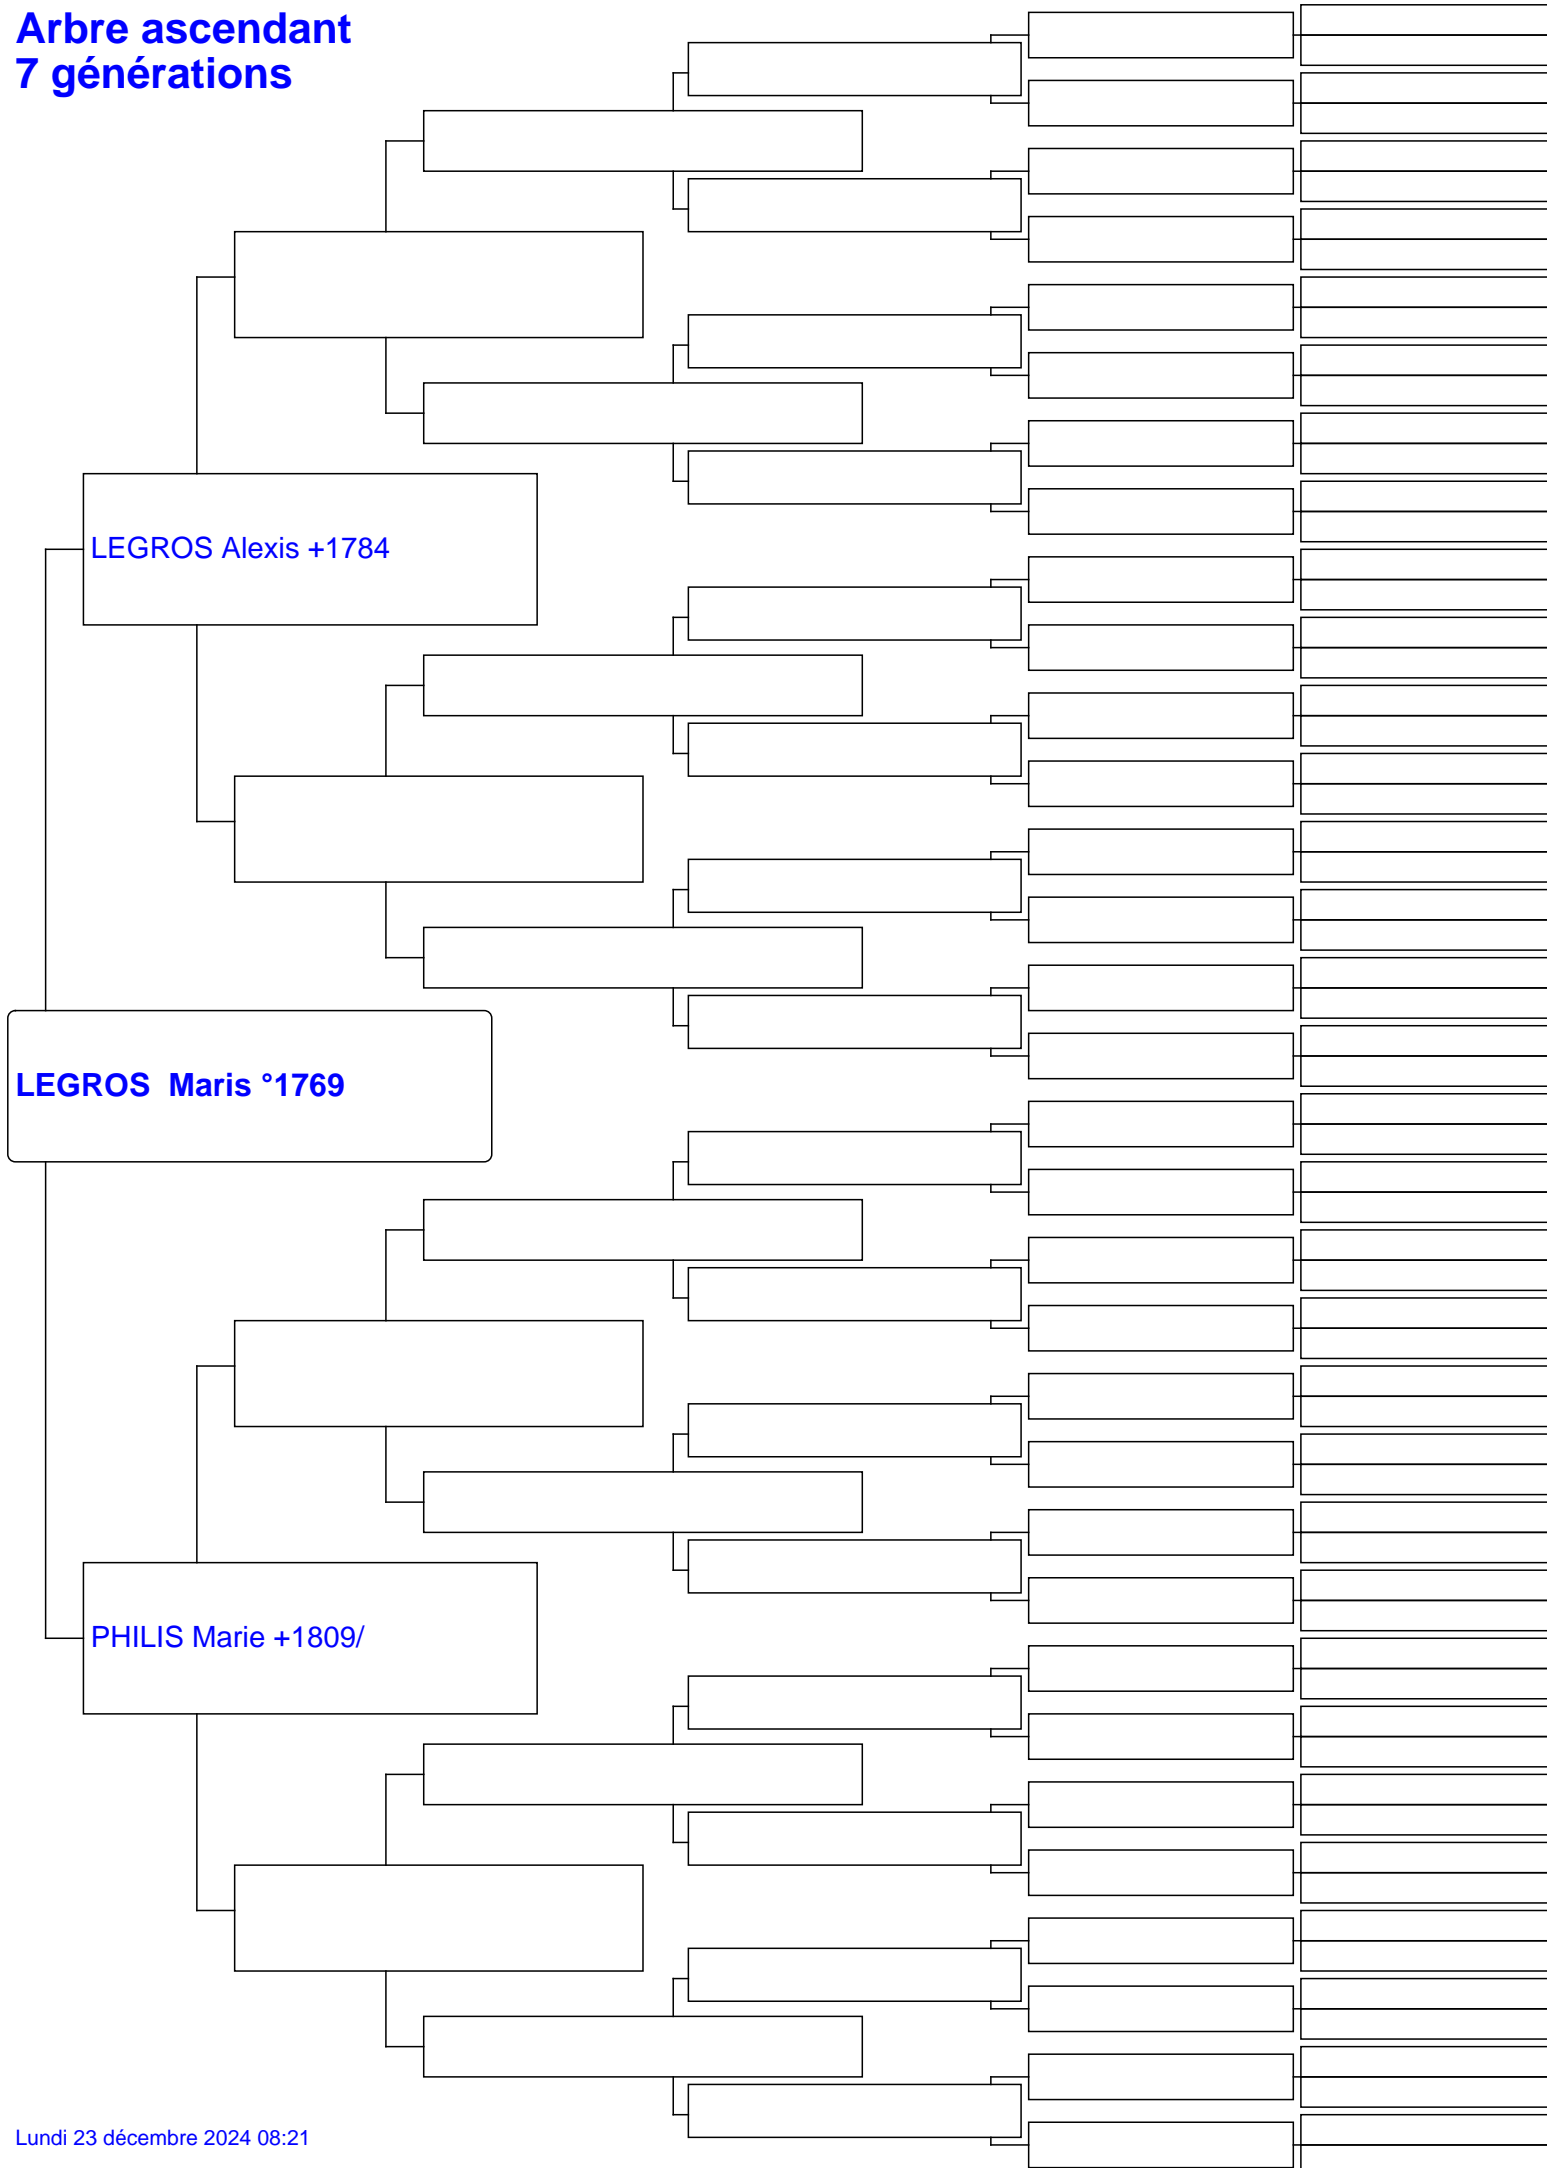 Arbre ascendant
7 générations
LEGROS Alexis +1784
LEGROS  Maris °1769
PHILIS Marie +1809/
Lundi 23 décembre 2024 08:21